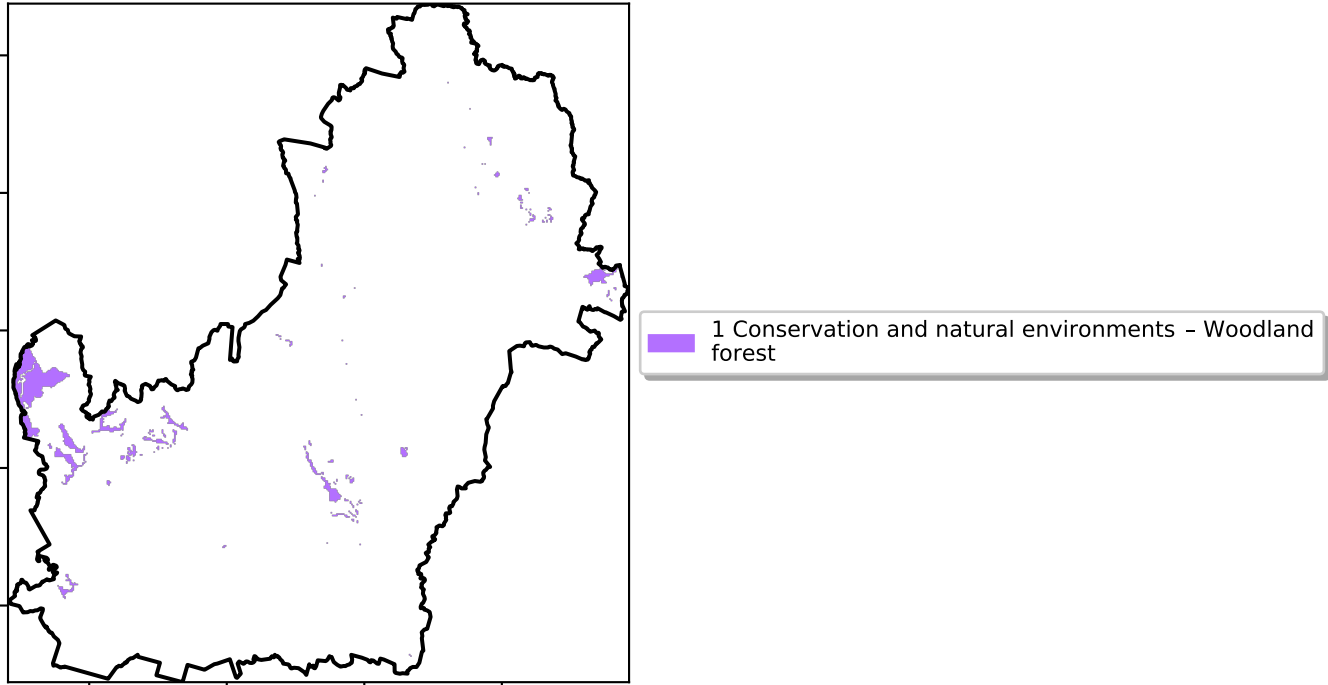 1 Conservation and natural environments – Woodland
forest